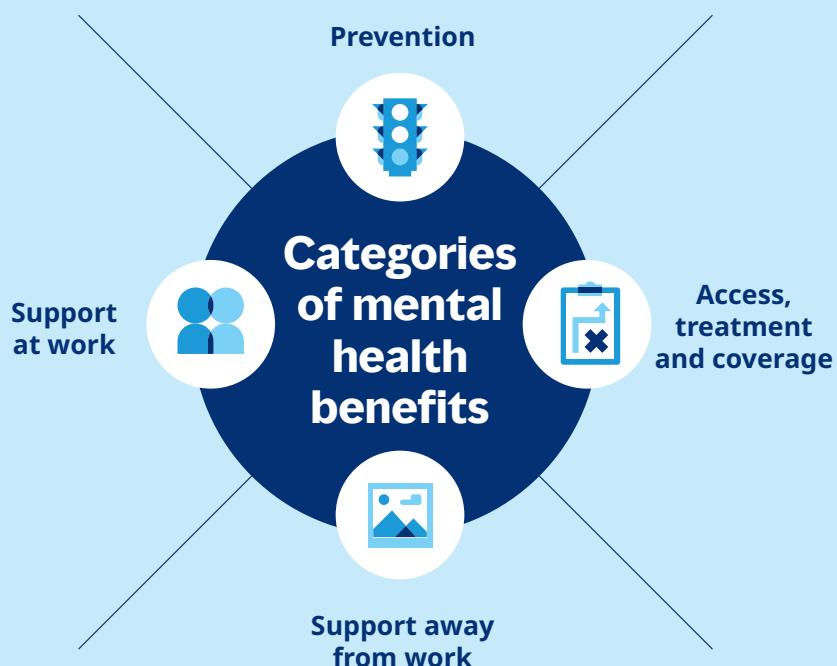 Prevention
Categories
of mental
health
benefits
Support
at work
Access,
treatment
and coverage
Support away
from work